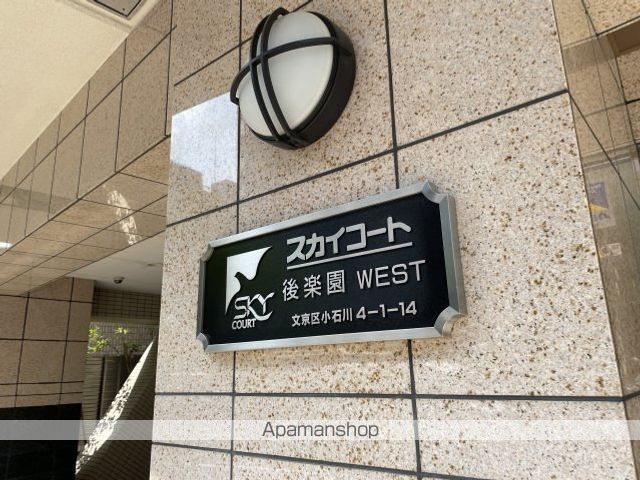 スカイコート
SKY
COURT
後楽園 WEST
文京区小石川 4-1-14
Apamanshop